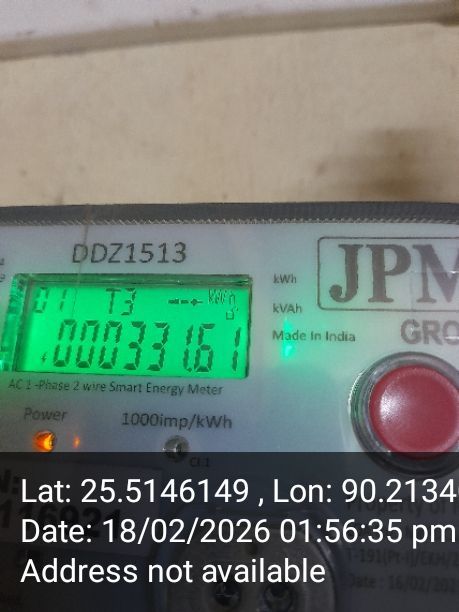 DDZ1513
JPM
GRO
kWh
kVAh
Made In India
01 T3
000331.61
AC 1 -Phase 2 wire Smart Energy Meter
Power
1000imp/kWh
Cl.1
Lat: 25.5146149 , Lon: 90.2134
Date: 18/02/2026 01:56:35 pm
Address not available